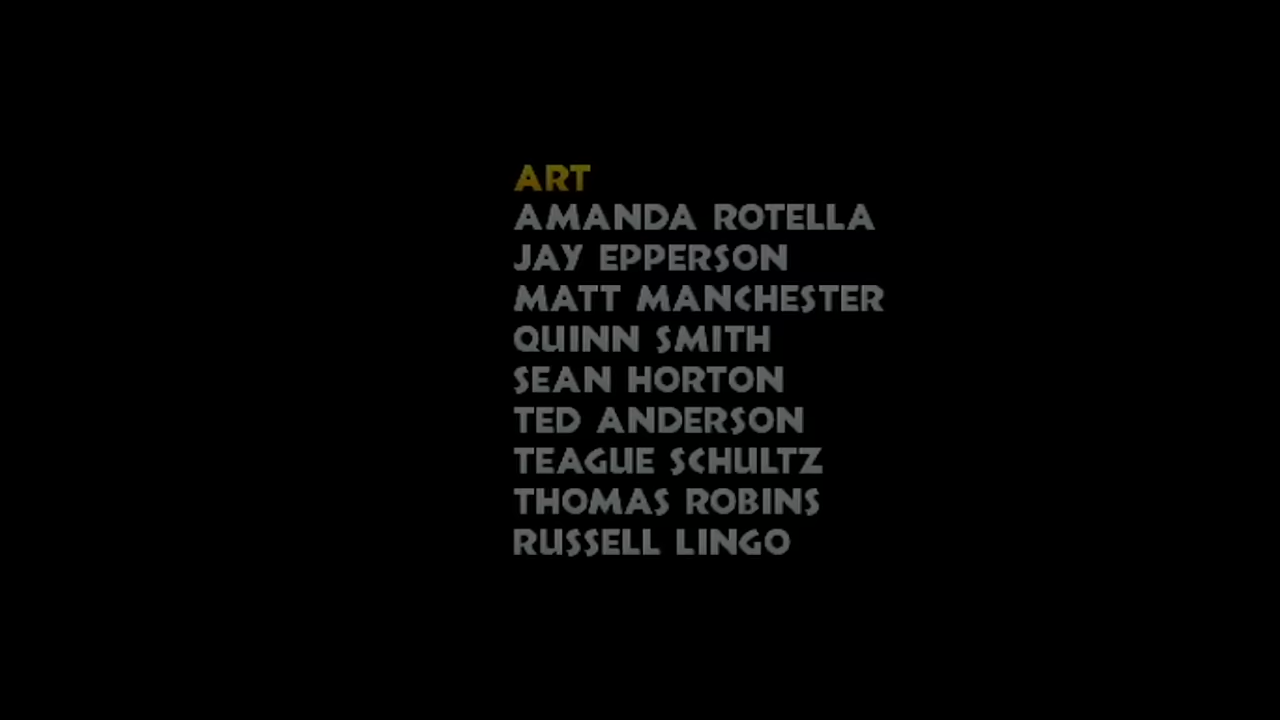 ART
AMANDA ROTELLA
JAY EPPERSON
MATT MANCHESTER
QUINN SMITH
SEAN HORTON
TED ANDERSON
TEAGUE SCHULTZ
THOMAS ROBINS
RUSSELL LINGO